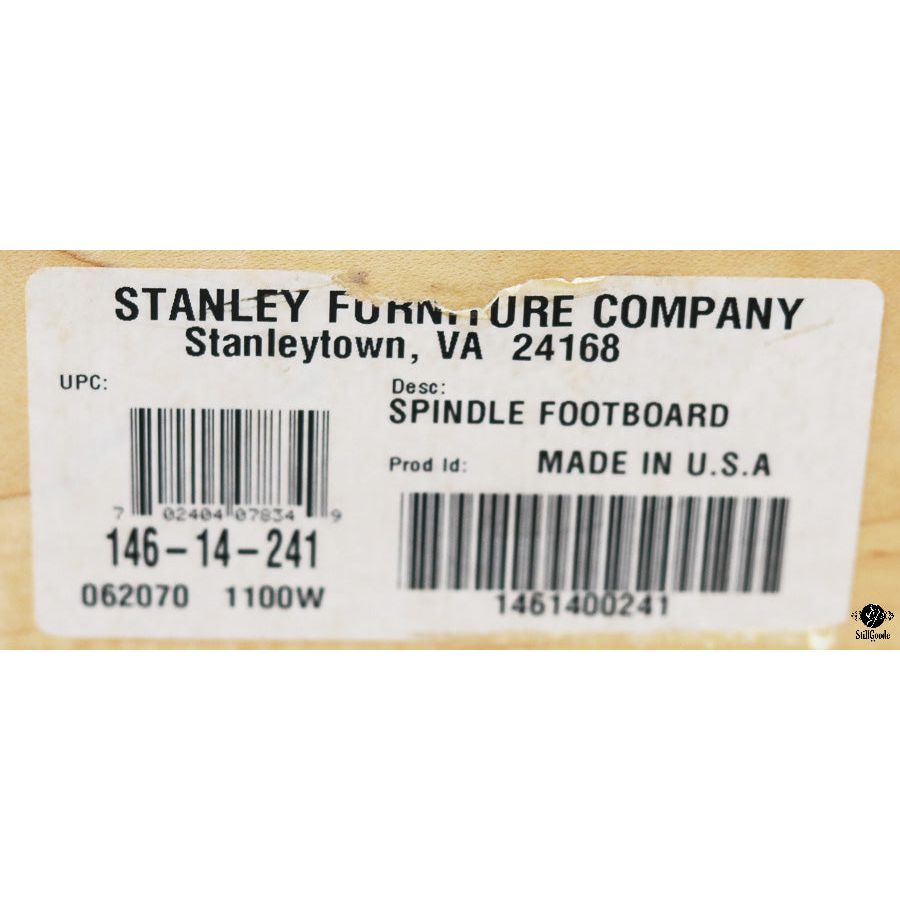 STANLEY FURNITURE COMPANY
Stanleytown, VA 24168
UPC:
7 02404 07834 9
146-14-241
062070 1100W
Desc:
SPINDLE FOOTBOARD
Prod Id: MADE IN U.S.A
1461400241
StillGoode